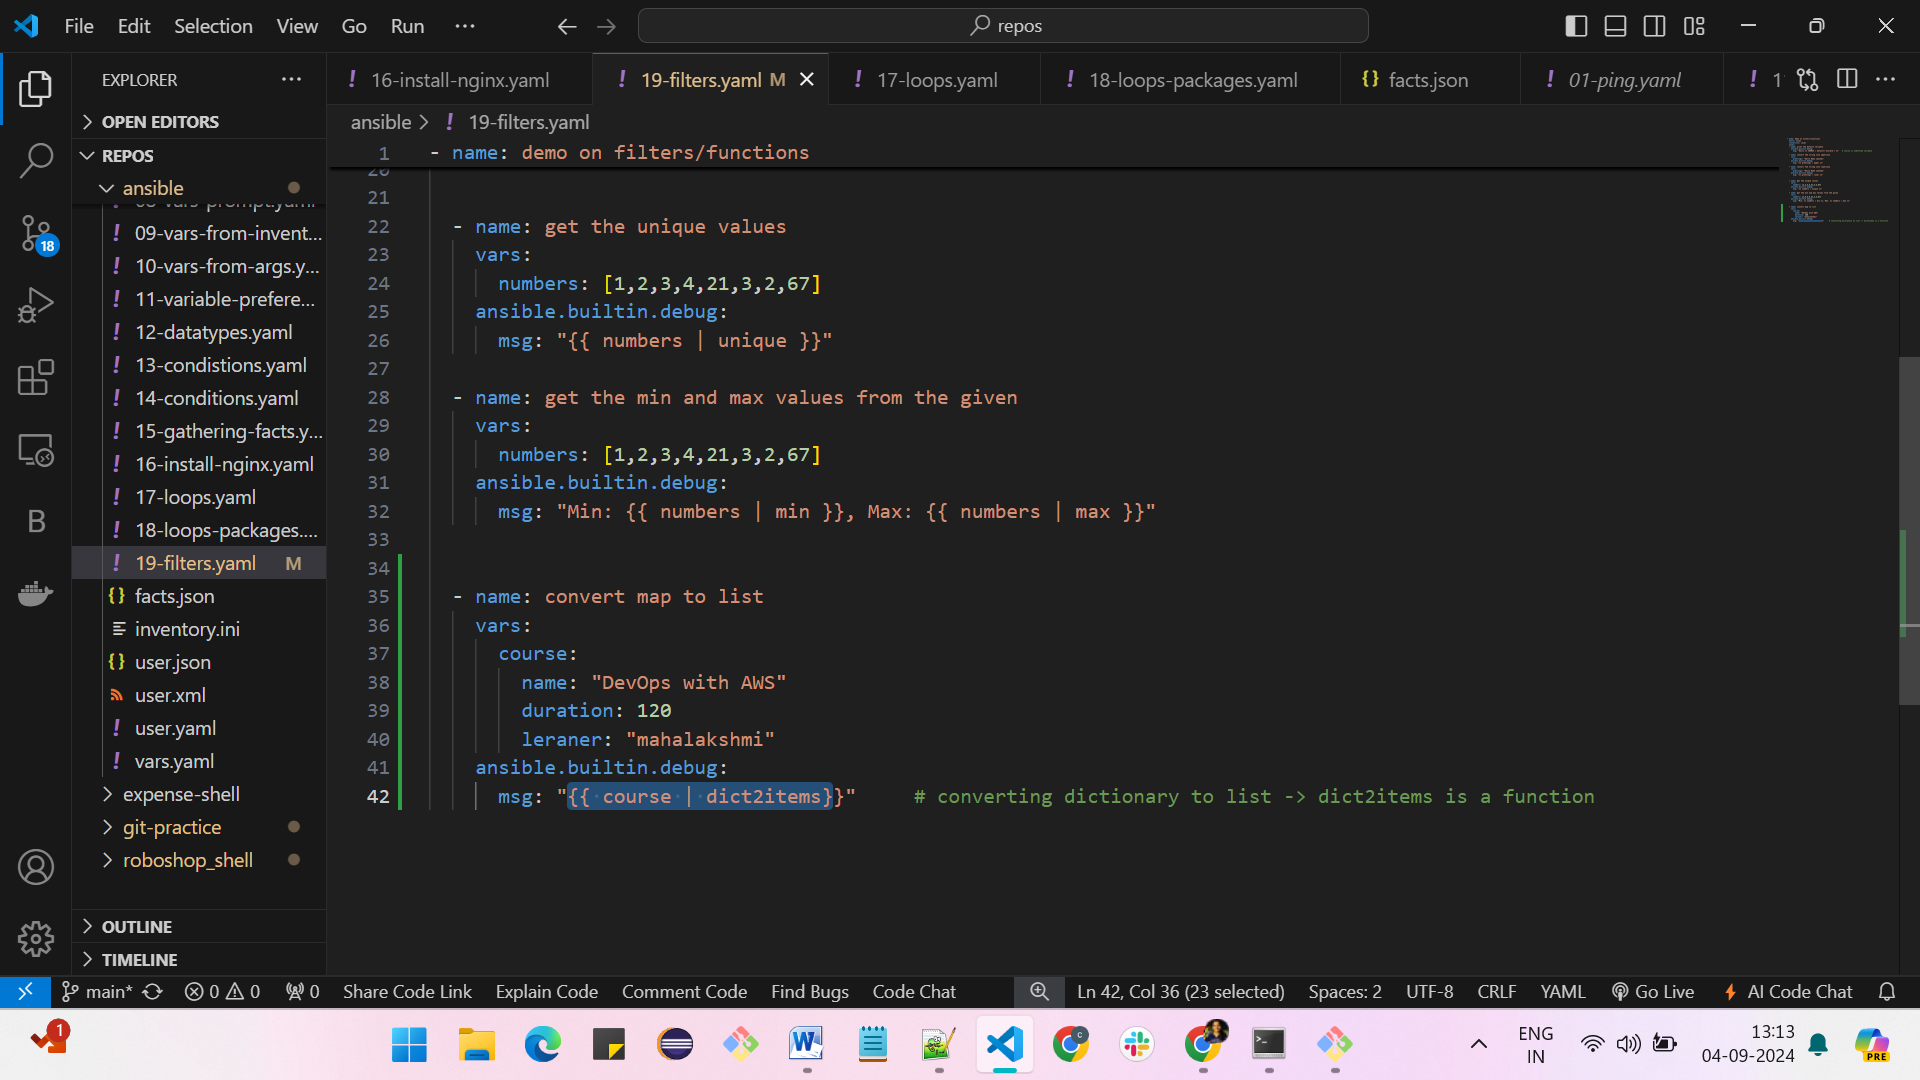 File Edit Selection View Go Run ···
repos
EXPLORER
OPEN EDITORS
REPOS
ansible
09-vars-from-invent...
10-vars-from-args.y...
11-variable-prefere...
12-datatypes.yaml
13-condistions.yaml
14-conditions.yaml
15-gathering-facts.y...
16-install-nginx.yaml
17-loops.yaml
18-loops-packages....
19-filters.yaml M
facts.json
inventory.ini
user.json
user.xml
user.yaml
vars.yaml
expense-shell
git-practice
roboshop_shell
OUTLINE
TIMELINE
18
B
16-install-nginx.yaml
19-filters.yaml M
17-loops.yaml
18-loops-packages.yaml
facts.json
01-ping.yaml
ansible > ! 19-filters.yaml
1 - name: demo on filters/functions
20
21
22 - name: get the unique values
23 vars:
24 numbers: [1,2,3,4,21,3,2,67]
25 ansible.builtin.debug:
26 msg: "{{ numbers | unique }}"
27
28 - name: get the min and max values from the given
29 vars:
30 numbers: [1,2,3,4,21,3,2,67]
31 ansible.builtin.debug:
32 msg: "Min: {{ numbers | min }}, Max: {{ numbers | max }}"
33
34
35 - name: convert map to list
36 vars:
37 course:
38 name: "DevOps with AWS"
39 duration: 120
40 leraner: "mahalakshmi"
41 ansible.builtin.debug:
42 msg: "{{ course | dict2items}}" # converting dictionary to list -> dict2items is a function
main* 0 0 0 Share Code Link Explain Code Comment Code Find Bugs Code Chat Ln 42, Col 36 (23 selected) Spaces: 2 UTF-8 CRLF YAML Go Live AI Code Chat
1
ENG
IN
13:13
04-09-2024
PRE